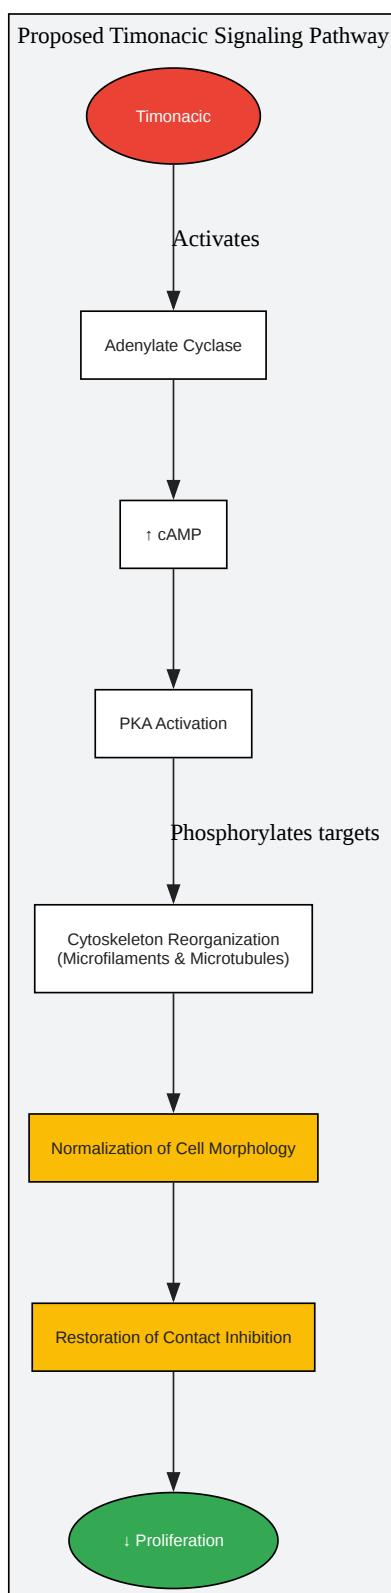 Proposed Timonacic Signaling Pathway
Timonacic
Activates
Adenylate Cyclase
↑ cAMP
PKA Activation
Phosphorylates targets
Cytoskeleton Reorganization
(Microfilaments & Microtubules)
Normalization of Cell Morphology
Restoration of Contact Inhibition
↓ Proliferation